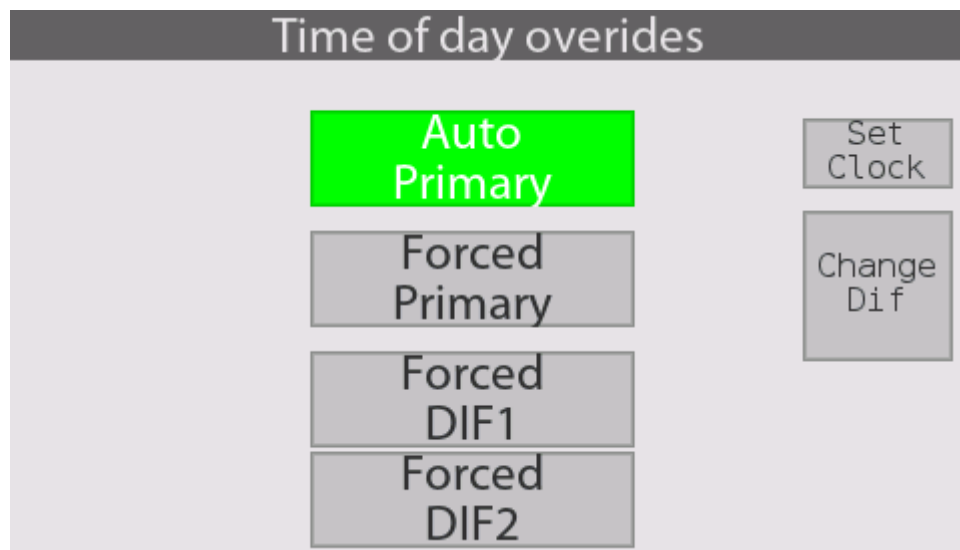 Time of day overides
Auto
Primary
Forced
Primary
Forced
DIF1
Forced
DIF2
Set
Clock
Change
Dif